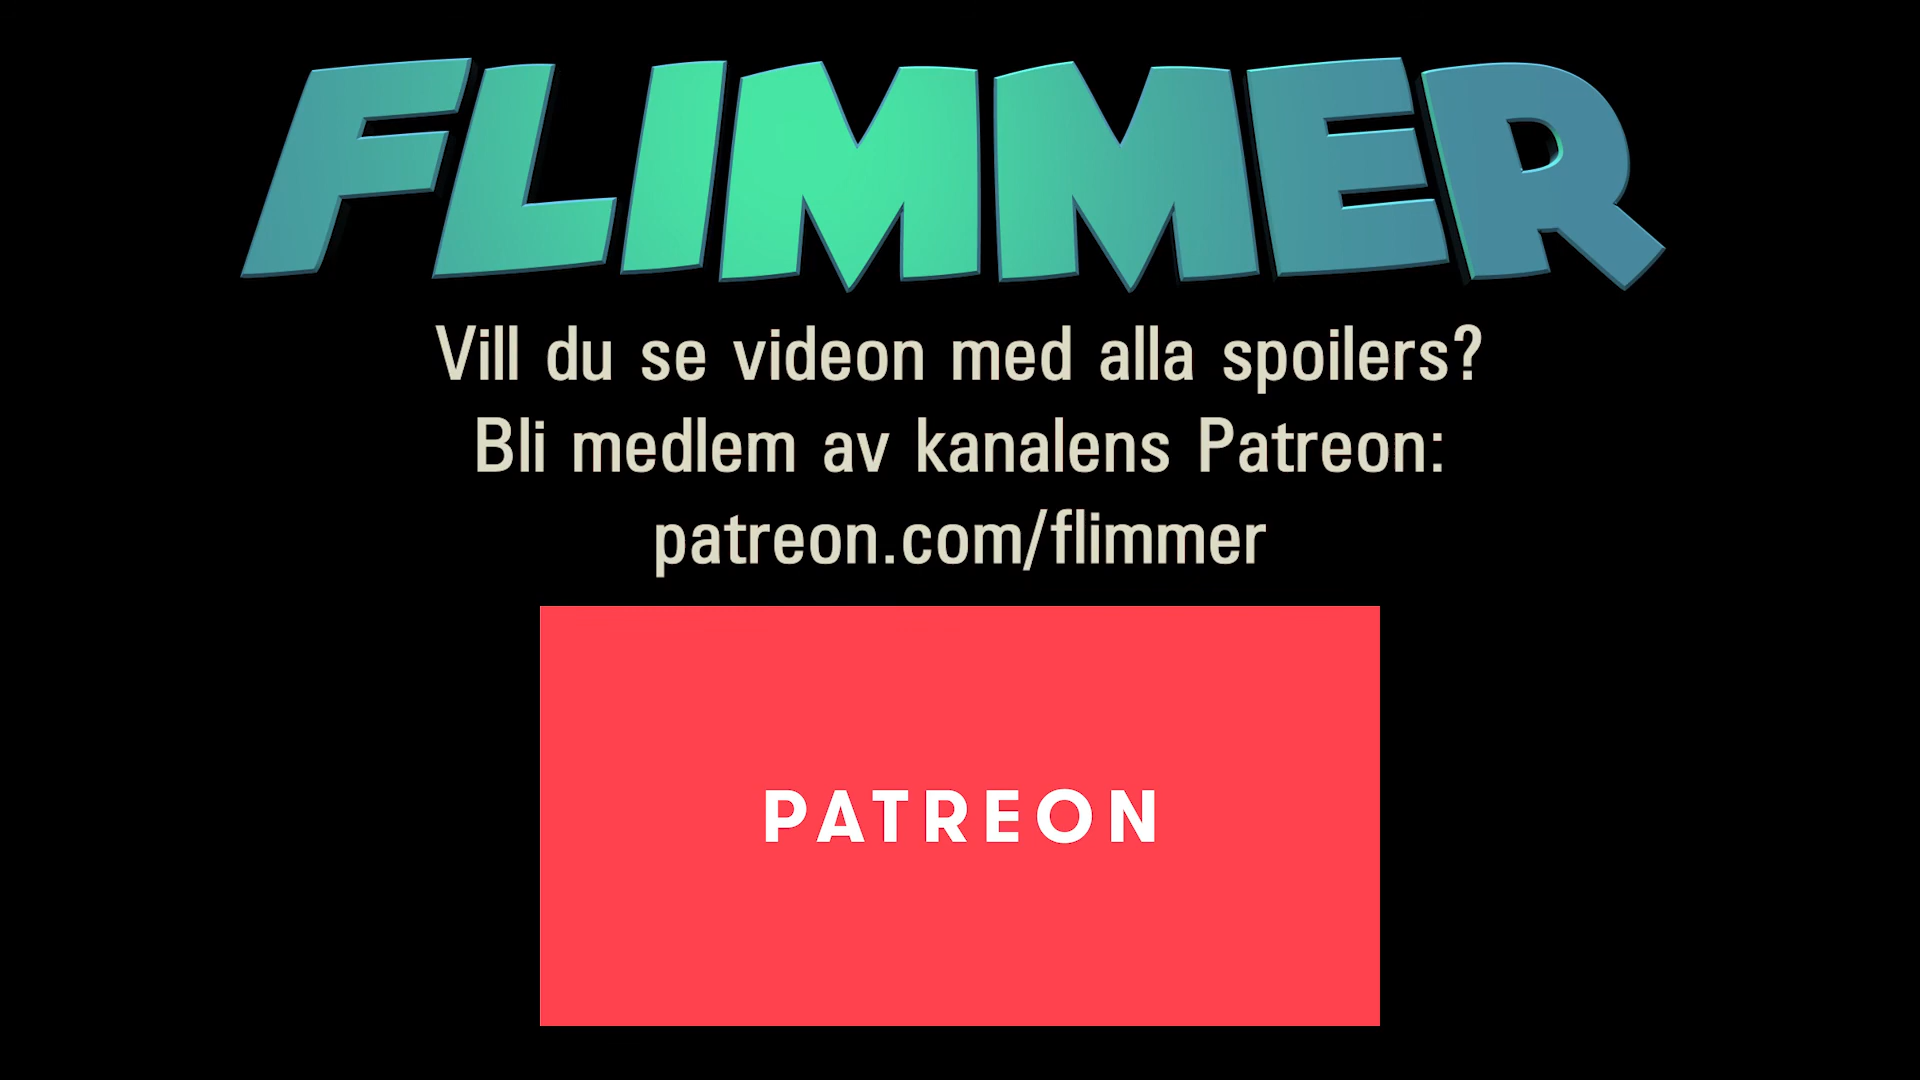 FLIMMER
Vill du se videon med alla spoilers?
Bli medlem av kanalens Patreon:
patreon.com/flimmer
PATREON